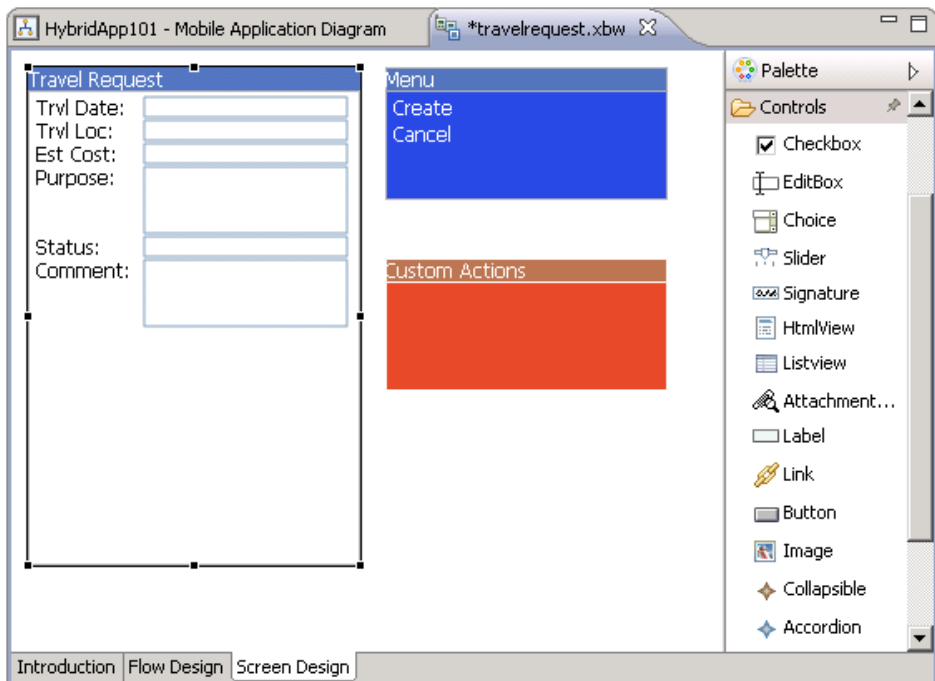 HybridApp101 - Mobile Application Diagram
*travelrequest.xbw
Travel Request
Trvl Date:
Trvl Loc:
Est Cost:
Purpose:
Status:
Comment:
Menu
Create
Cancel
Custom Actions
Palette
Controls
Checkbox
EditBox
Choice
Slider
Signature
HtmlView
Listview
Attachment...
Label
Link
Button
Image
Collapsible
Accordion
Introduction Flow Design Screen Design